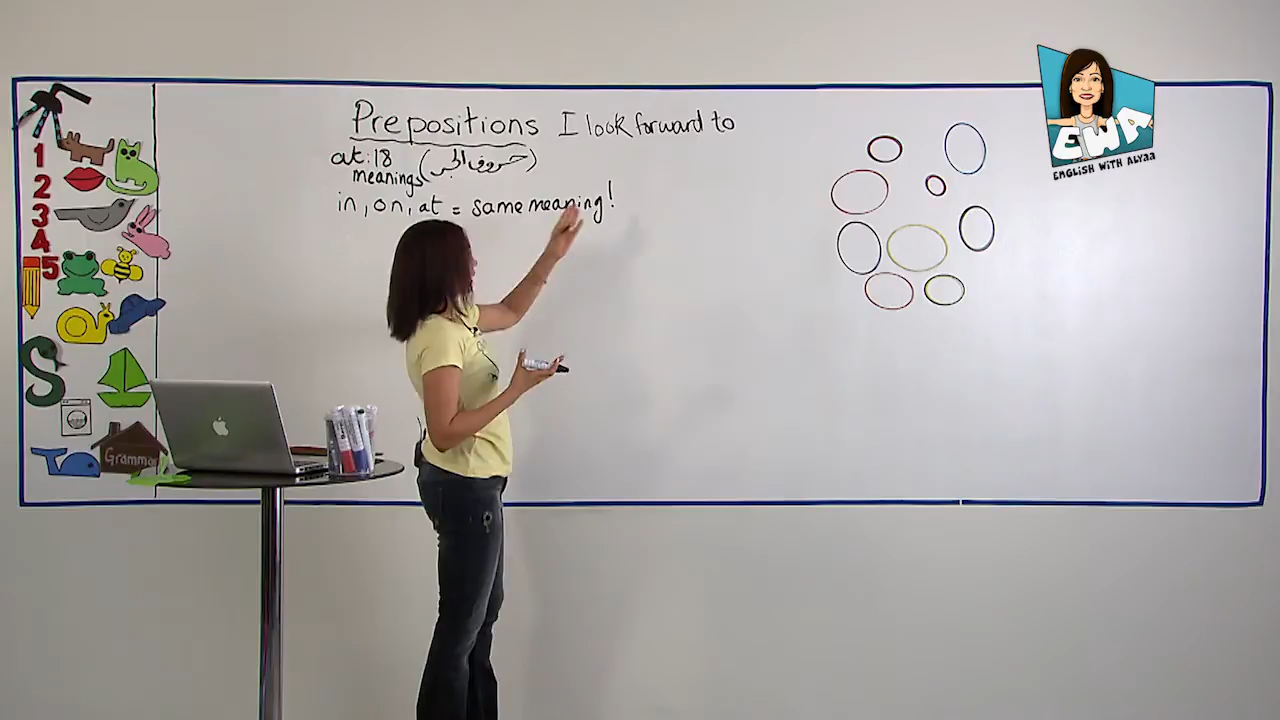 Prepositions I look forward to
at:18 (حروف الجر)
meanings
in, on, at = same meaning!
1
2
3
4
5
Grammar
EWA
ENGLISH WITH ALYAA